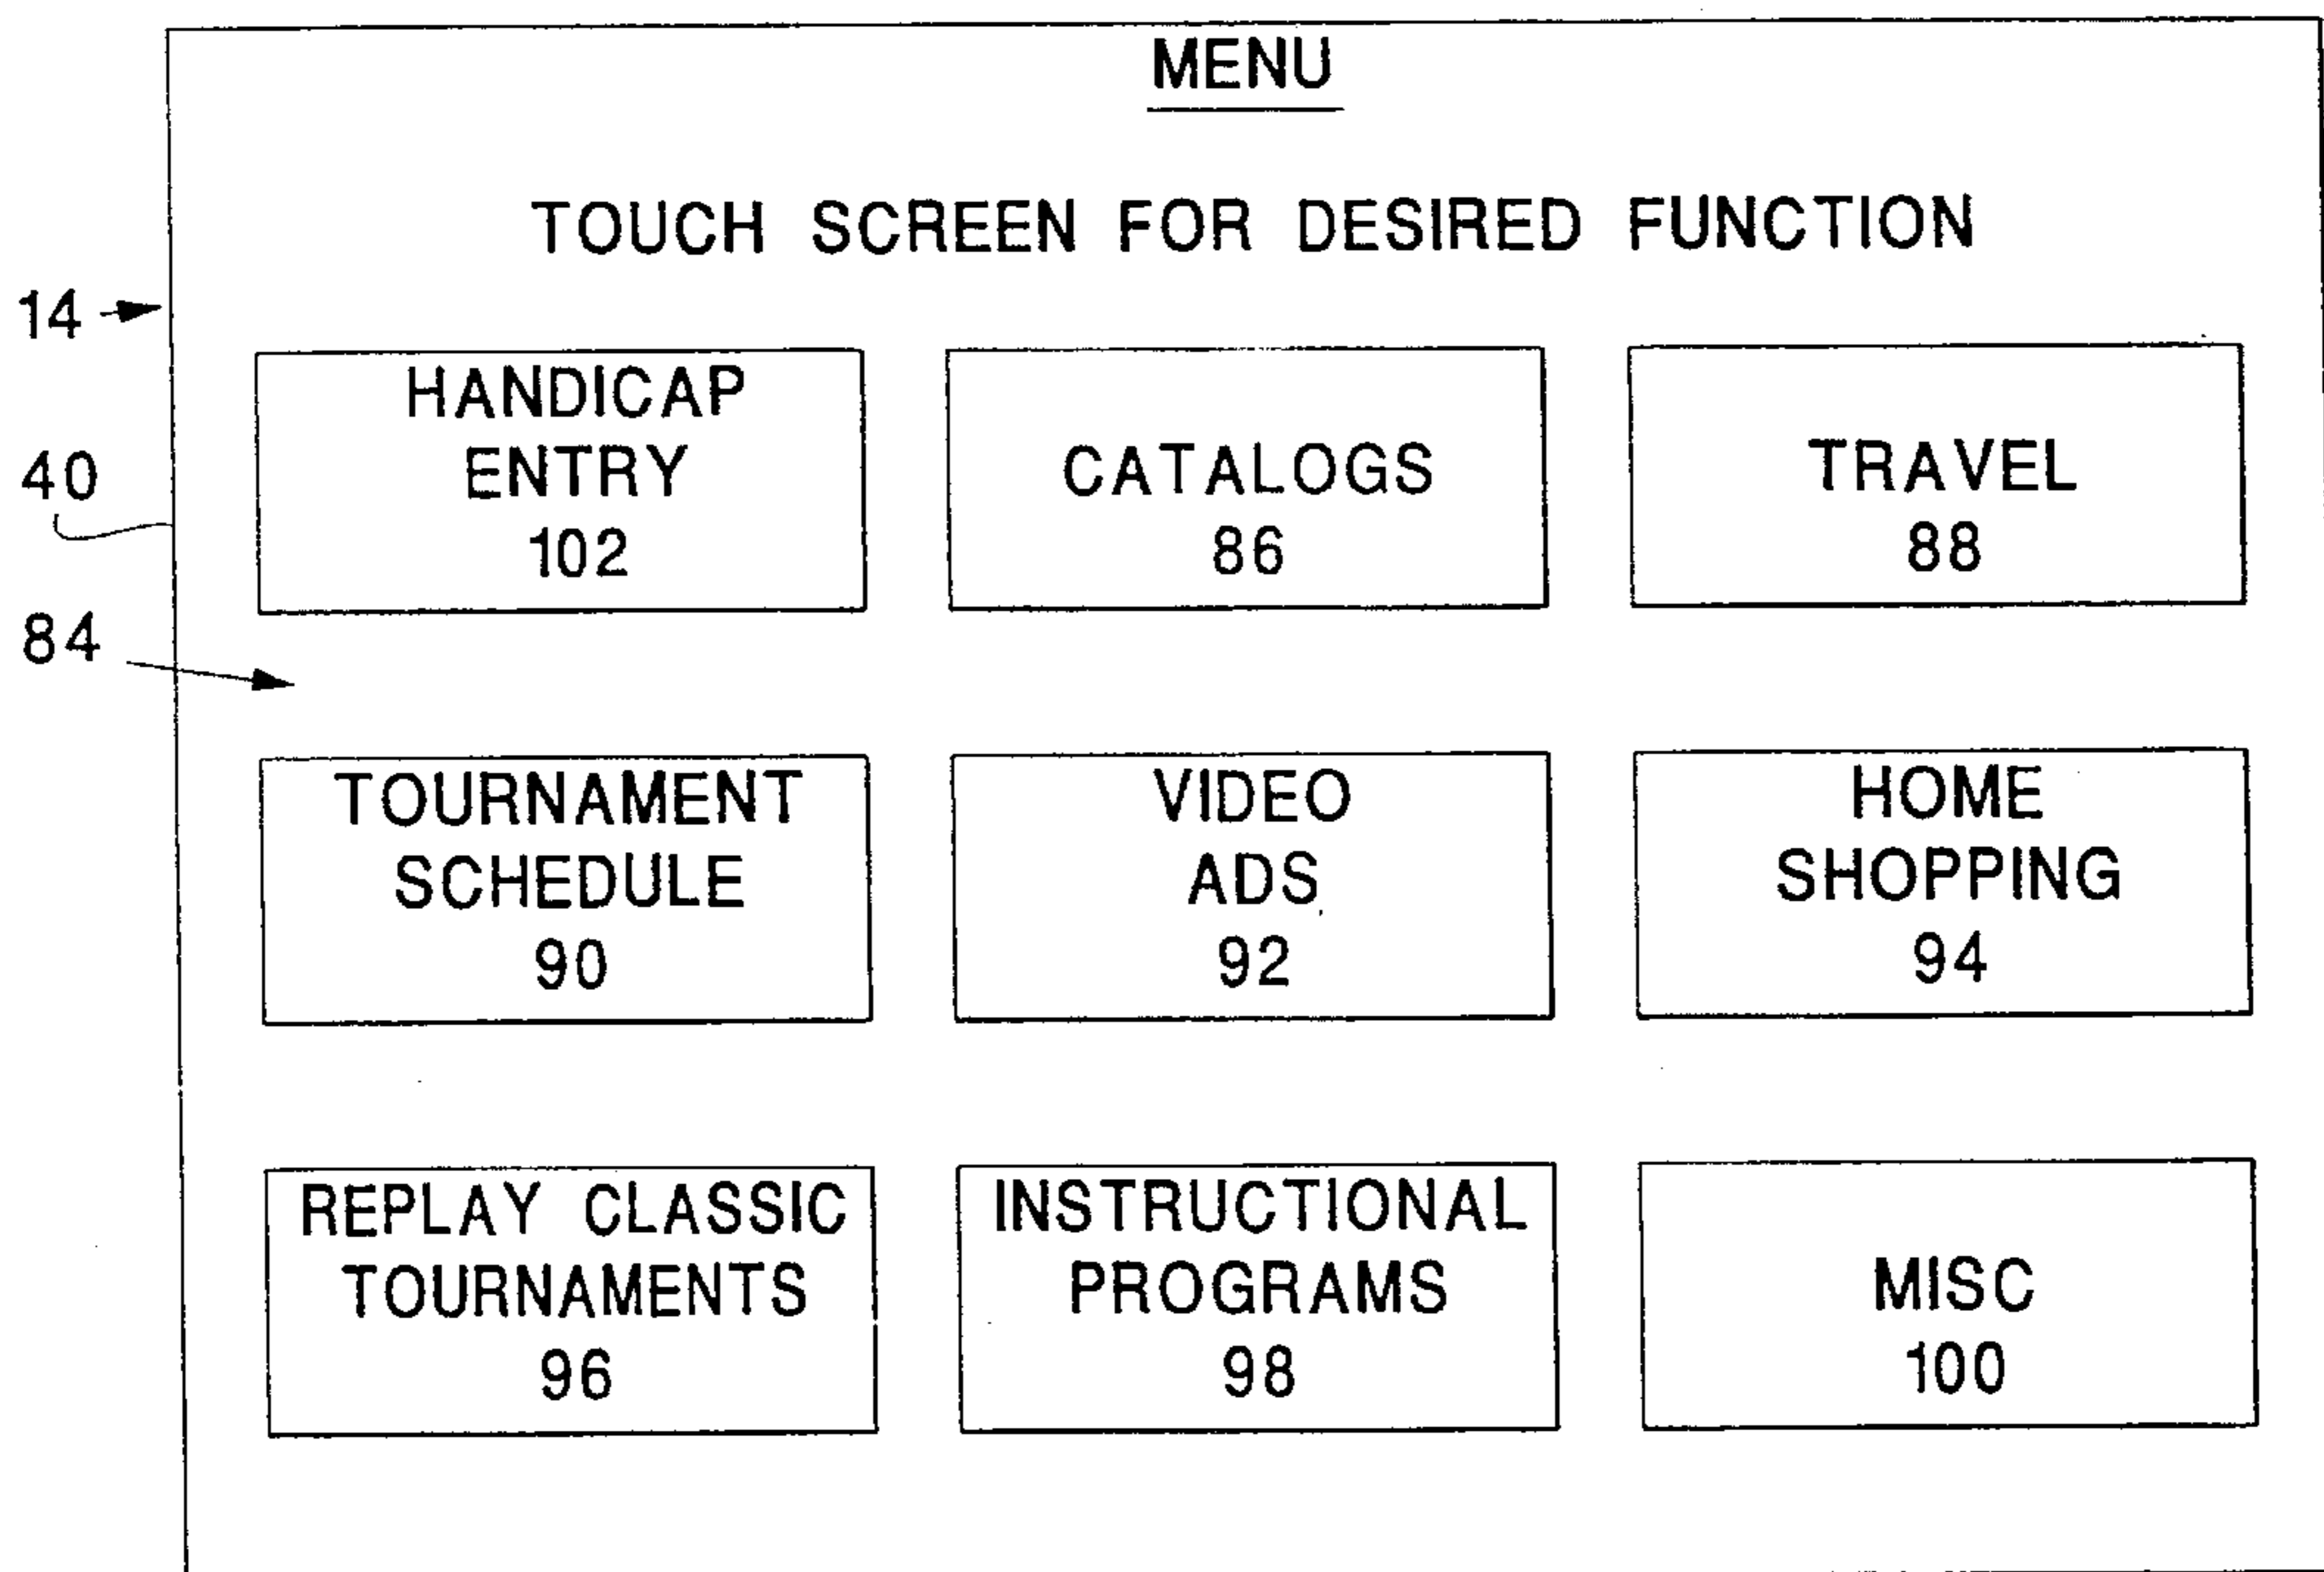 MENU
TOUCH SCREEN FOR DESIRED FUNCTION
14
40
84
HANDICAP
ENTRY
102
CATALOGS
86
TRAVEL
88
TOURNAMENT
SCHEDULE
90
VIDEO
ADS
92
HOME
SHOPPING
94
REPLAY CLASSIC
TOURNAMENTS
96
INSTRUCTIONAL
PROGRAMS
98
MISC
100